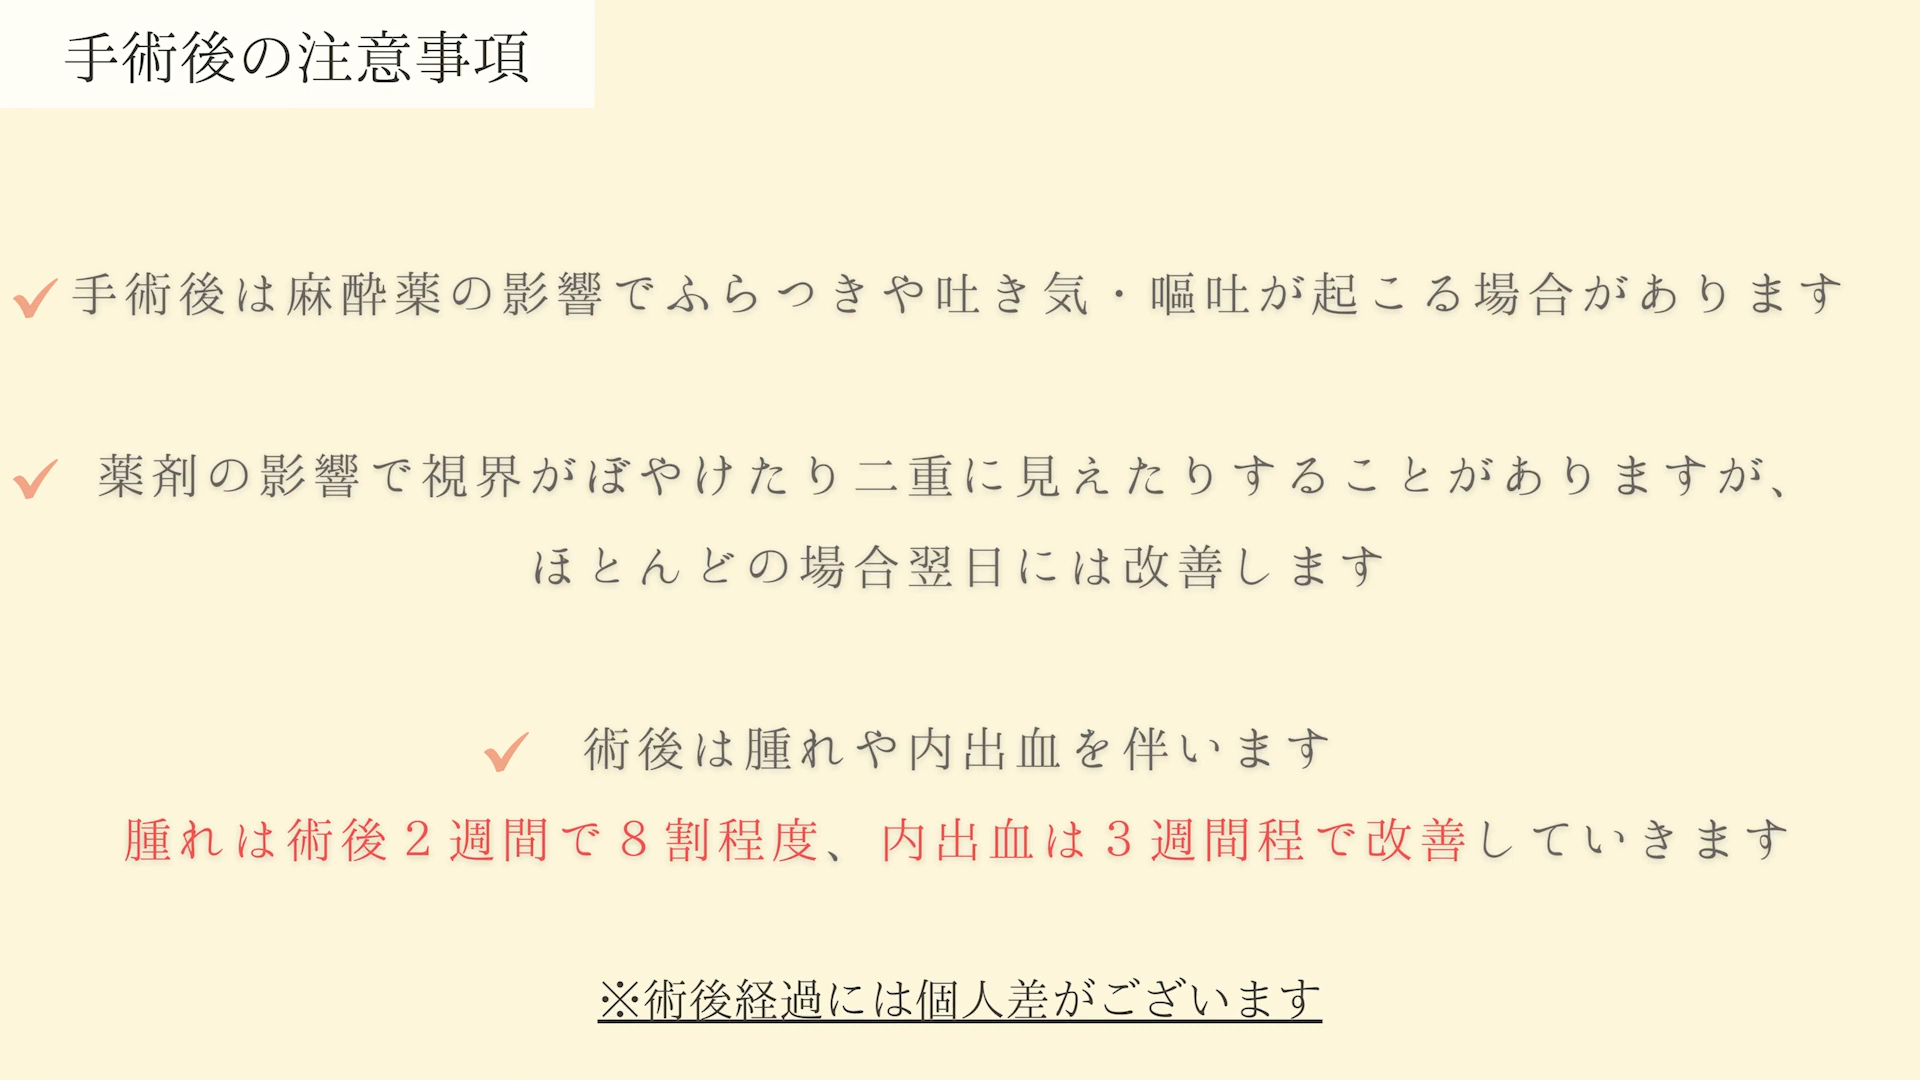 手術後の注意事項
手術後は麻酔薬の影響でふらつきや吐き気・嘔吐が起こる場合があります
薬剤の影響で視界がぼやけたり二重に見えたりすることがありますが、
ほとんどの場合翌日には改善します
術後は腫れや内出血を伴います
腫れは術後２週間で８割程度、内出血は３週間程で改善していきます
※術後経過には個人差がございます